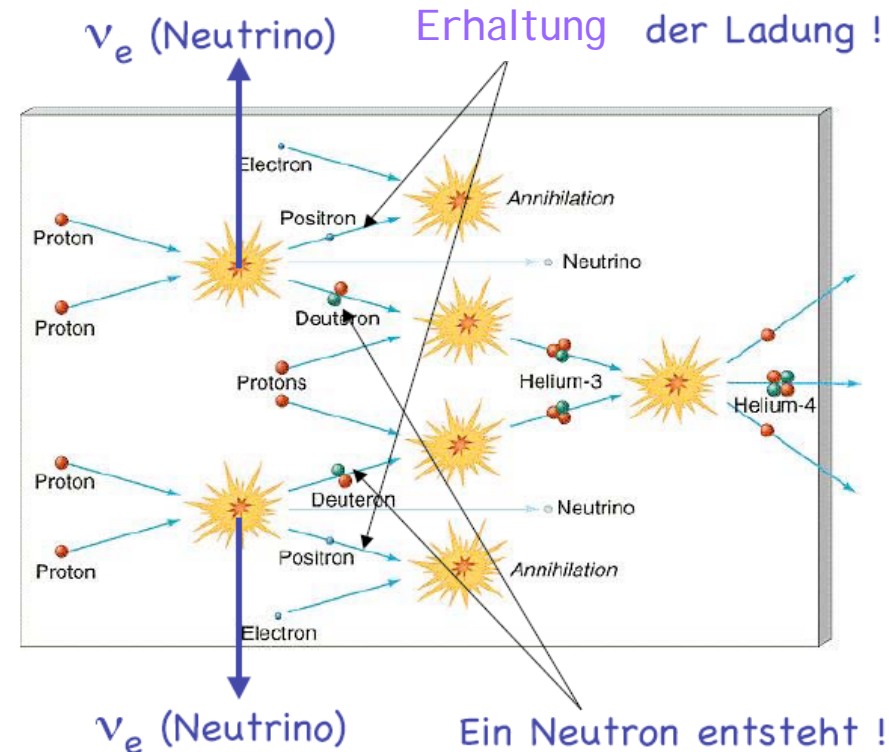 νe (Neutrino) Erhaltung der Ladung !
Electron
Annihilation
Positron
Proton
Neutrino
Deuteron
Proton
Protons
Helium-3
Helium-4
Proton
Deuteron
Neutrino
Positron
Proton
Annihilation
Electron
νe (Neutrino) Ein Neutron entsteht !